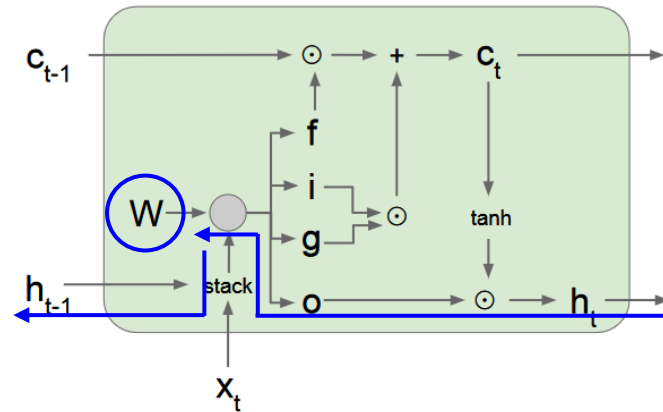 c_{t-1} ⊙ + c_t
f
i
W ⊙ tanh
g
h_{t-1} stack
o ⊙ h_t
x_t